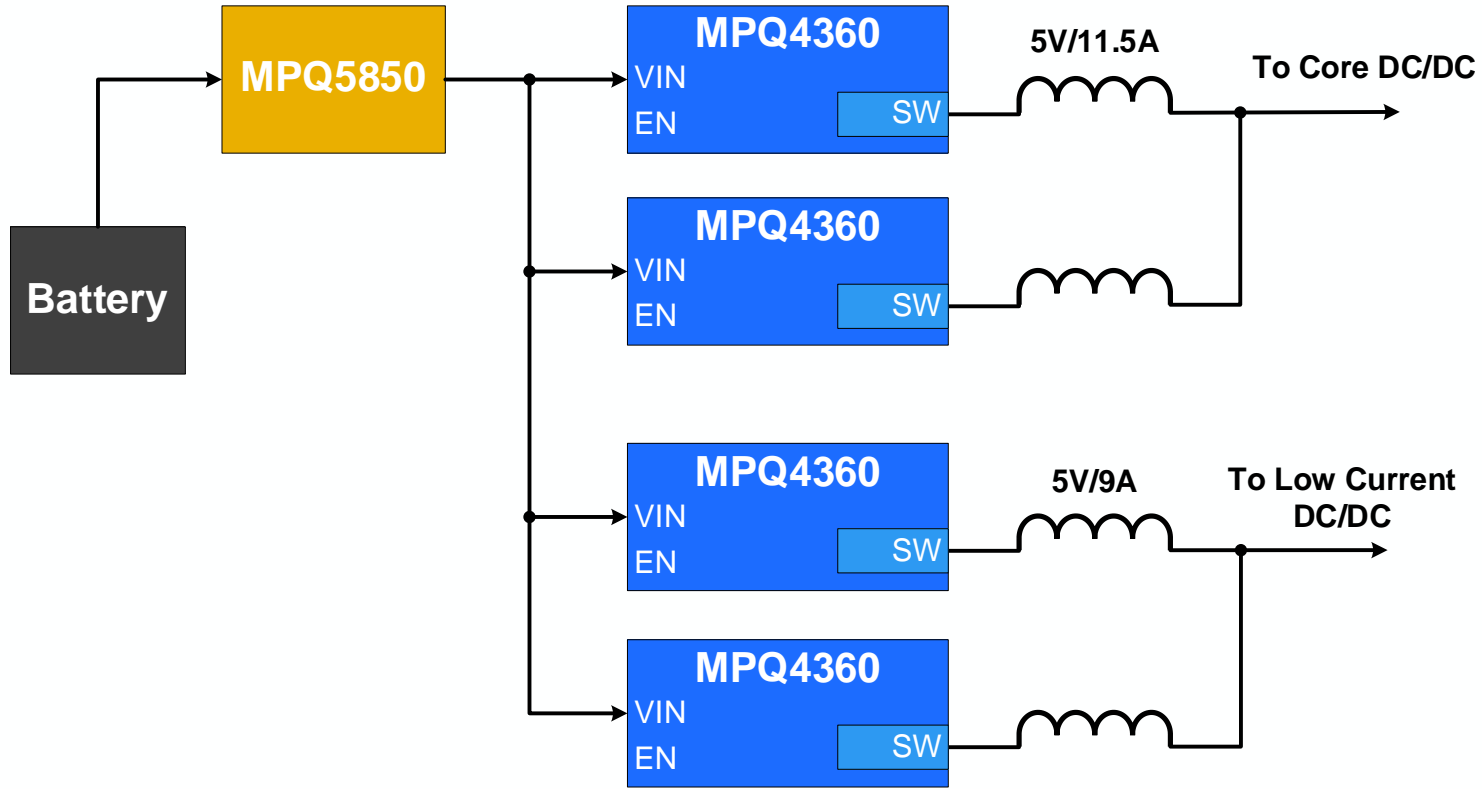 Battery
MPQ5850
MPQ4360
VIN
EN
SW
5V/11.5A
To Core DC/DC
MPQ4360
VIN
EN
SW
MPQ4360
VIN
EN
SW
5V/9A
To Low Current
DC/DC
MPQ4360
VIN
EN
SW